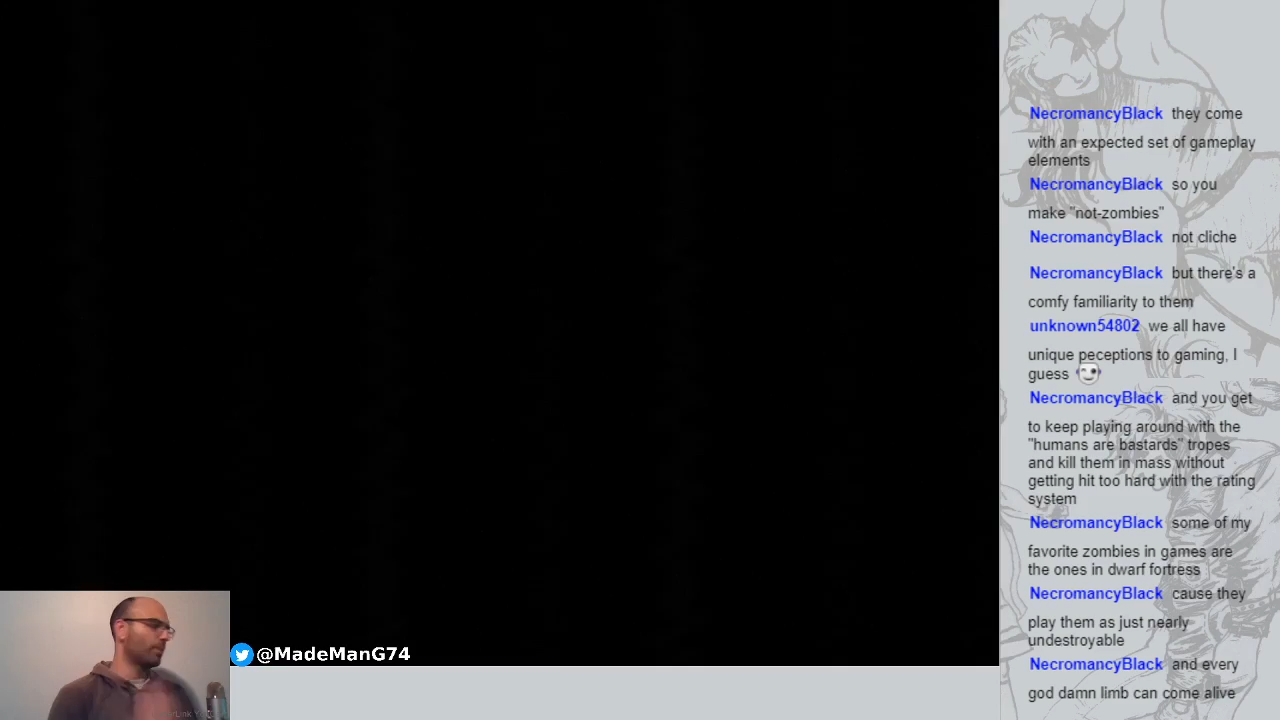 NecromancyBlack they come
with an expected set of gameplay
elements
NecromancyBlack so you
make "not-zombies"
NecromancyBlack not cliche
NecromancyBlack but there's a
comfy familiarity to them
unknown54802 we all have
unique peceptions to gaming, I
guess
NecromancyBlack and you get
to keep playing around with the
"humans are bastards" tropes
and kill them in mass without
getting hit too hard with the rating
system
NecromancyBlack some of my
favorite zombies in games are
the ones in dwarf fortress
NecromancyBlack cause they
play them as just nearly
undestroyable
NecromancyBlack and every
god damn limb can come alive
@MadeManG74